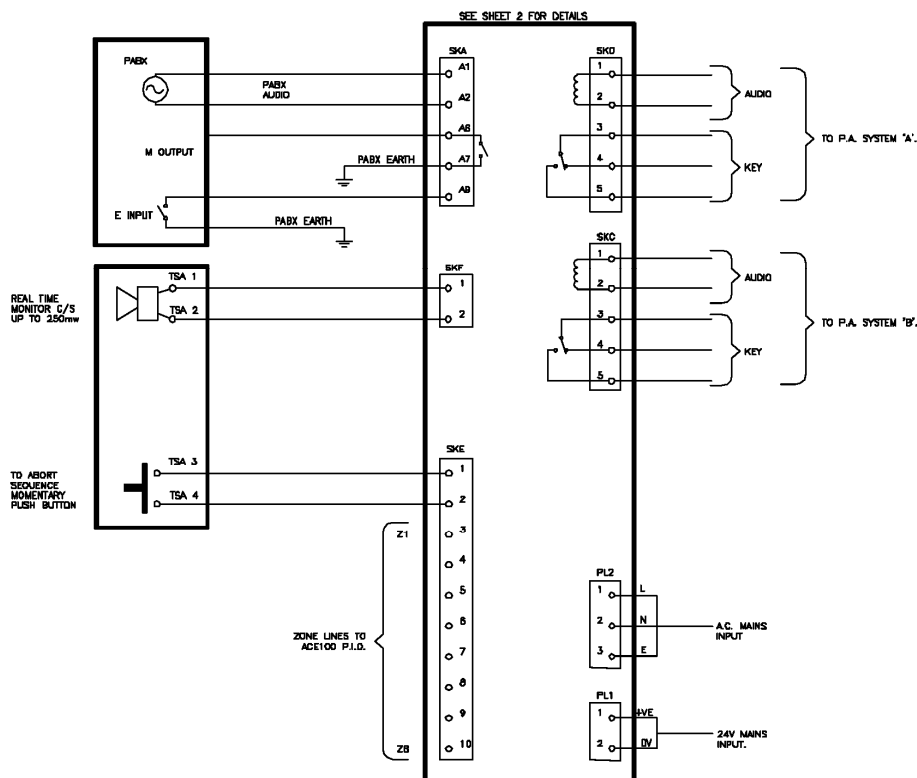 SEE SHEET 2 FOR DETAILS
PABX
PABX
AUDIO
M OUTPUT
PABX EARTH
E INPUT
PABX EARTH
SKA
A1
A2
A6
A7
A9
SKD
1
2
3
4
5
AUDIO
KEY
TO P.A. SYSTEM "A".
REAL TIME
MONITOR C/S
UP TO 250mw
TSA 1
TSA 2
SKF
1
2
SKC
1
2
3
4
5
AUDIO
KEY
TO P.A. SYSTEM "B".
TO ABORT
SEQUENCE
MOMENTARY
PUSH BUTTON
TSA 3
TSA 4
SKE
1
2
3
4
5
6
7
8
9
10
Z1
ZONE LINES TO
ACE100 P.I.O.
Z8
PL2
1
2
3
L
N
E
A.C. MAINS
INPUT
PL1
1
2
+VE
0V
24V MAINS
INPUT.